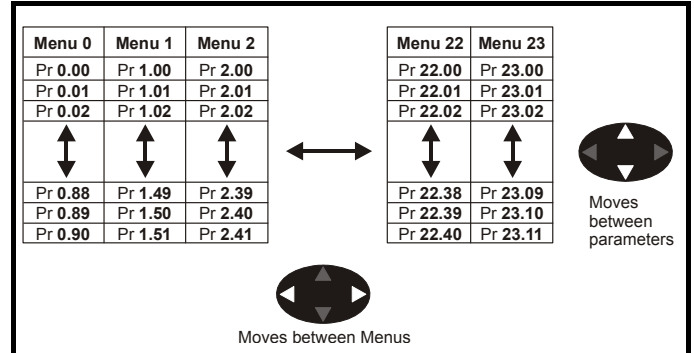 Menu 0 Menu 1 Menu 2 Menu 22 Menu 23
Pr 0.00 Pr 1.00 Pr 2.00 Pr 22.00 Pr 23.00
Pr 0.01 Pr 1.01 Pr 2.01 Pr 22.01 Pr 23.01
Pr 0.02 Pr 1.02 Pr 2.02 Pr 22.02 Pr 23.02
Pr 0.88 Pr 1.49 Pr 2.39 Pr 22.38 Pr 23.09
Pr 0.89 Pr 1.50 Pr 2.40 Pr 22.39 Pr 23.10
Pr 0.90 Pr 1.51 Pr 2.41 Pr 22.40 Pr 23.11
Moves
between
parameters
Moves between Menus